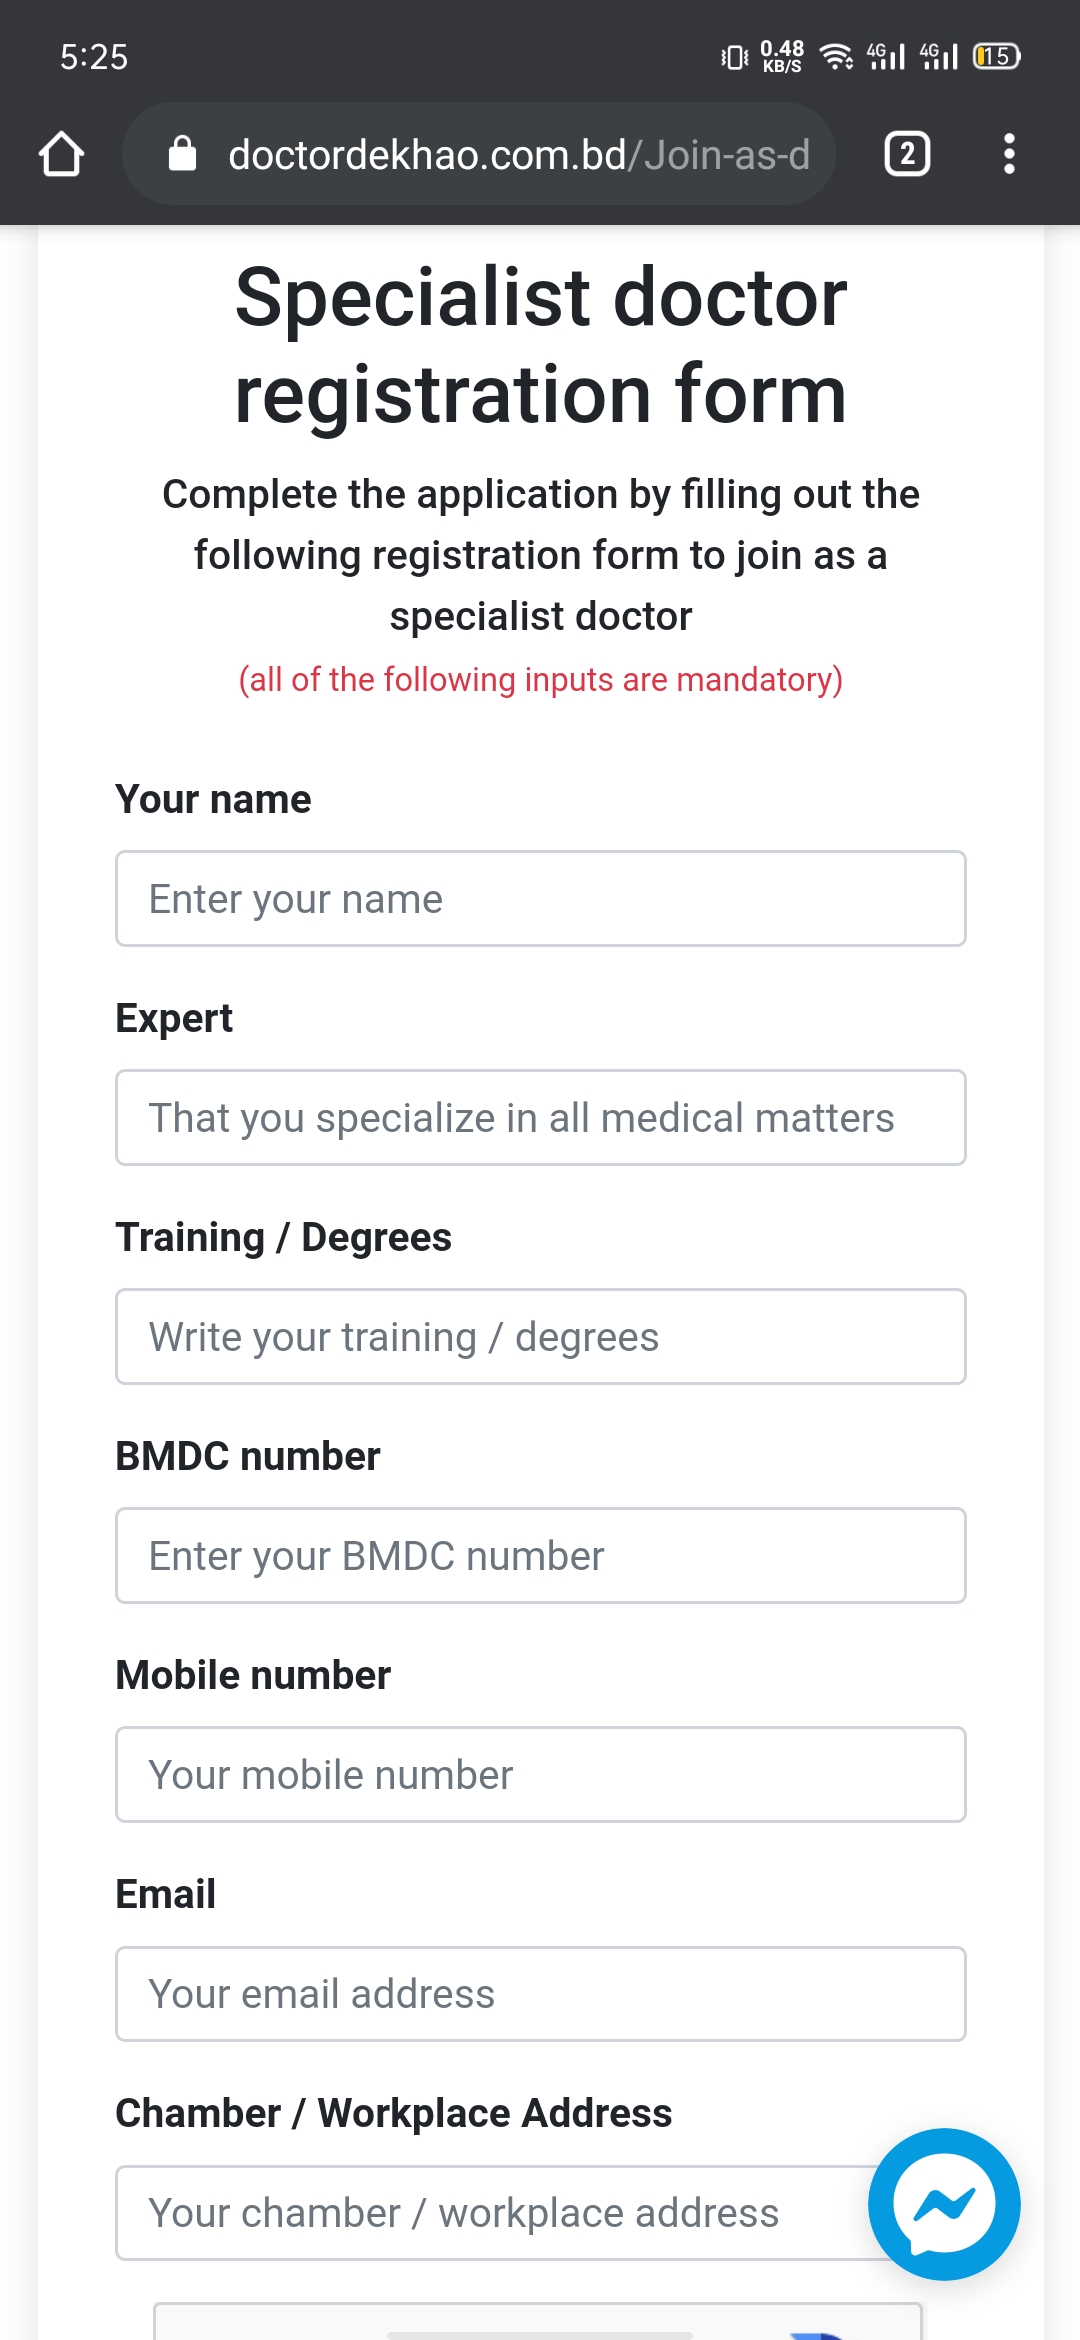 5:25
0.48
KB/S
4G
4G
15
doctordekhao.com.bd/Join-as-d
2
Specialist doctor
registration form
Complete the application by filling out the
following registration form to join as a
specialist doctor
(all of the following inputs are mandatory)
Your name
Enter your name
Expert
That you specialize in all medical matters
Training / Degrees
Write your training / degrees
BMDC number
Enter your BMDC number
Mobile number
Your mobile number
Email
Your email address
Chamber / Workplace Address
Your chamber / workplace address